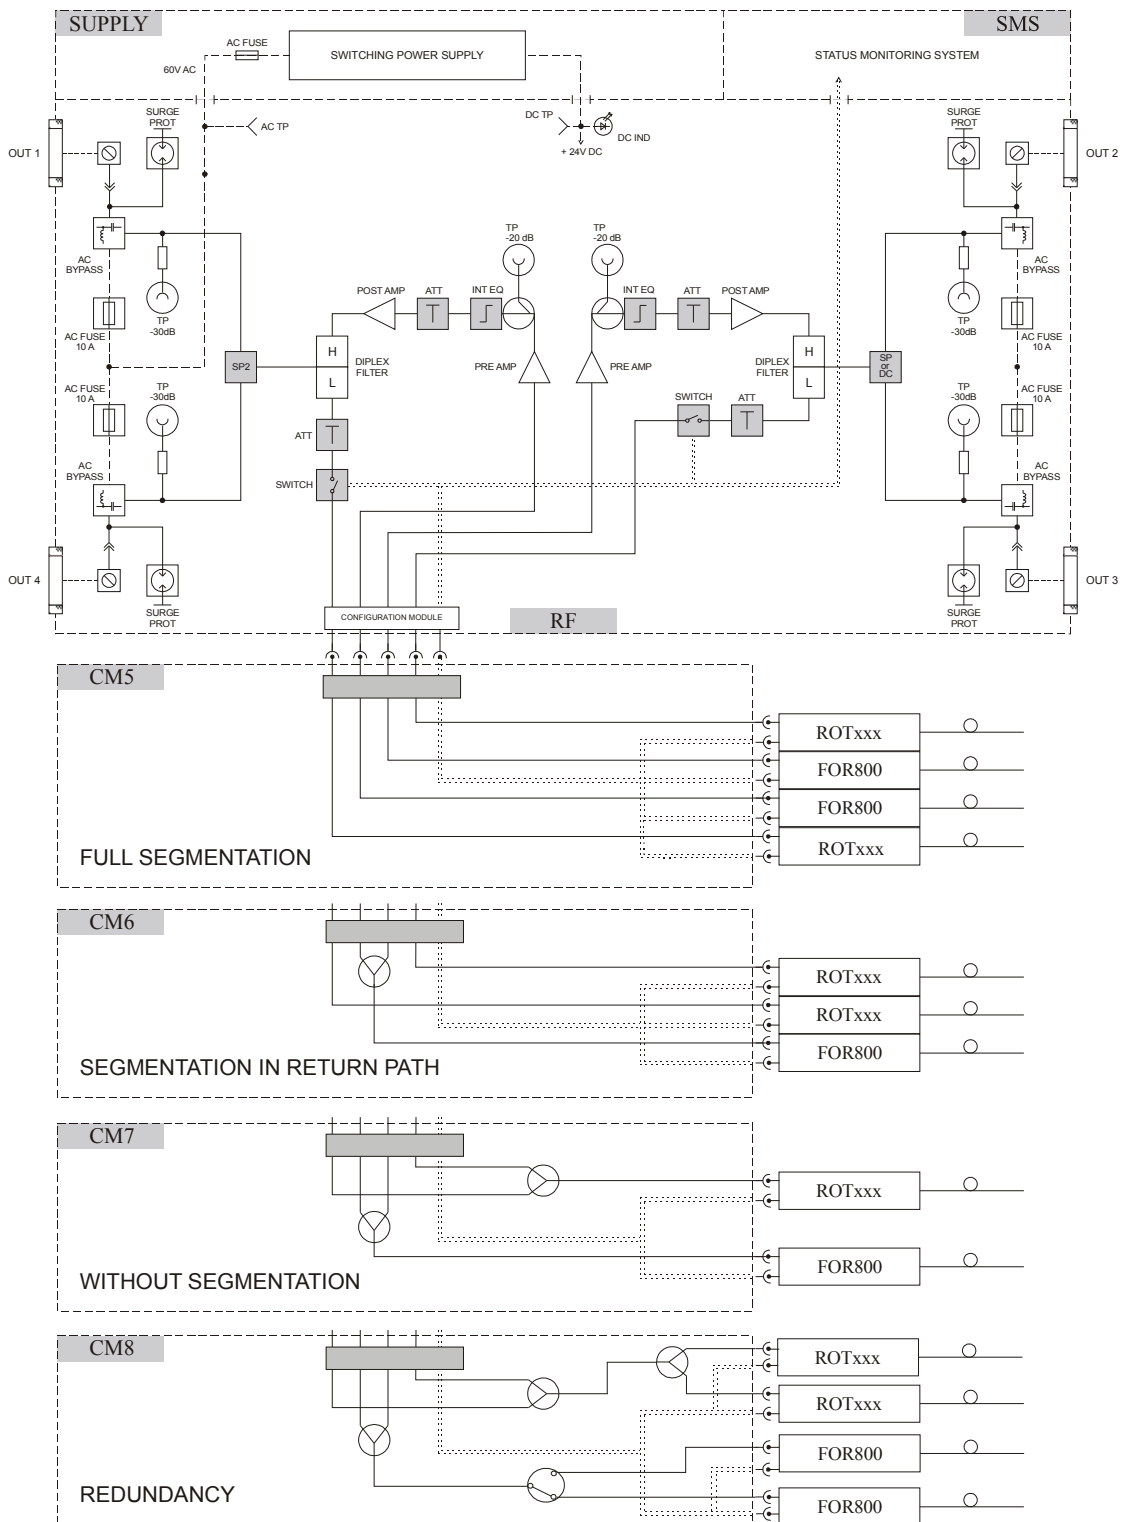 SUPPLY
SMS
AC FUSE
SWITCHING POWER SUPPLY
STATUS MONITORING SYSTEM
60V AC
SURGE
PROT
AC TP
DC TP
DC IND
+ 24V DC
SURGE
PROT
OUT 1
OUT 2
TP
-20 dB
TP
-20 dB
AC
BYPASS
AC
BYPASS
POST AMP
ATT
INT EQ
INT EQ
ATT
POST AMP
TP
-30dB
TP
-30dB
AC FUSE
10 A
AC FUSE
10 A
H
L
DIPLEX
FILTER
PRE AMP
PRE AMP
DIPLEX
FILTER
H
L
SP2
SP
or
DC
AC FUSE
10 A
TP
-30dB
SWITCH
ATT
TP
-30dB
AC FUSE
10 A
ATT
AC
BYPASS
SWITCH
AC
BYPASS
OUT 4
OUT 3
SURGE
PROT
SURGE
PROT
CONFIGURATION MODULE
RF
CM5
ROTxxx
FOR800
FOR800
ROTxxx
FULL SEGMENTATION
CM6
ROTxxx
ROTxxx
FOR800
SEGMENTATION IN RETURN PATH
CM7
ROTxxx
FOR800
WITHOUT SEGMENTATION
CM8
ROTxxx
ROTxxx
FOR800
FOR800
REDUNDANCY